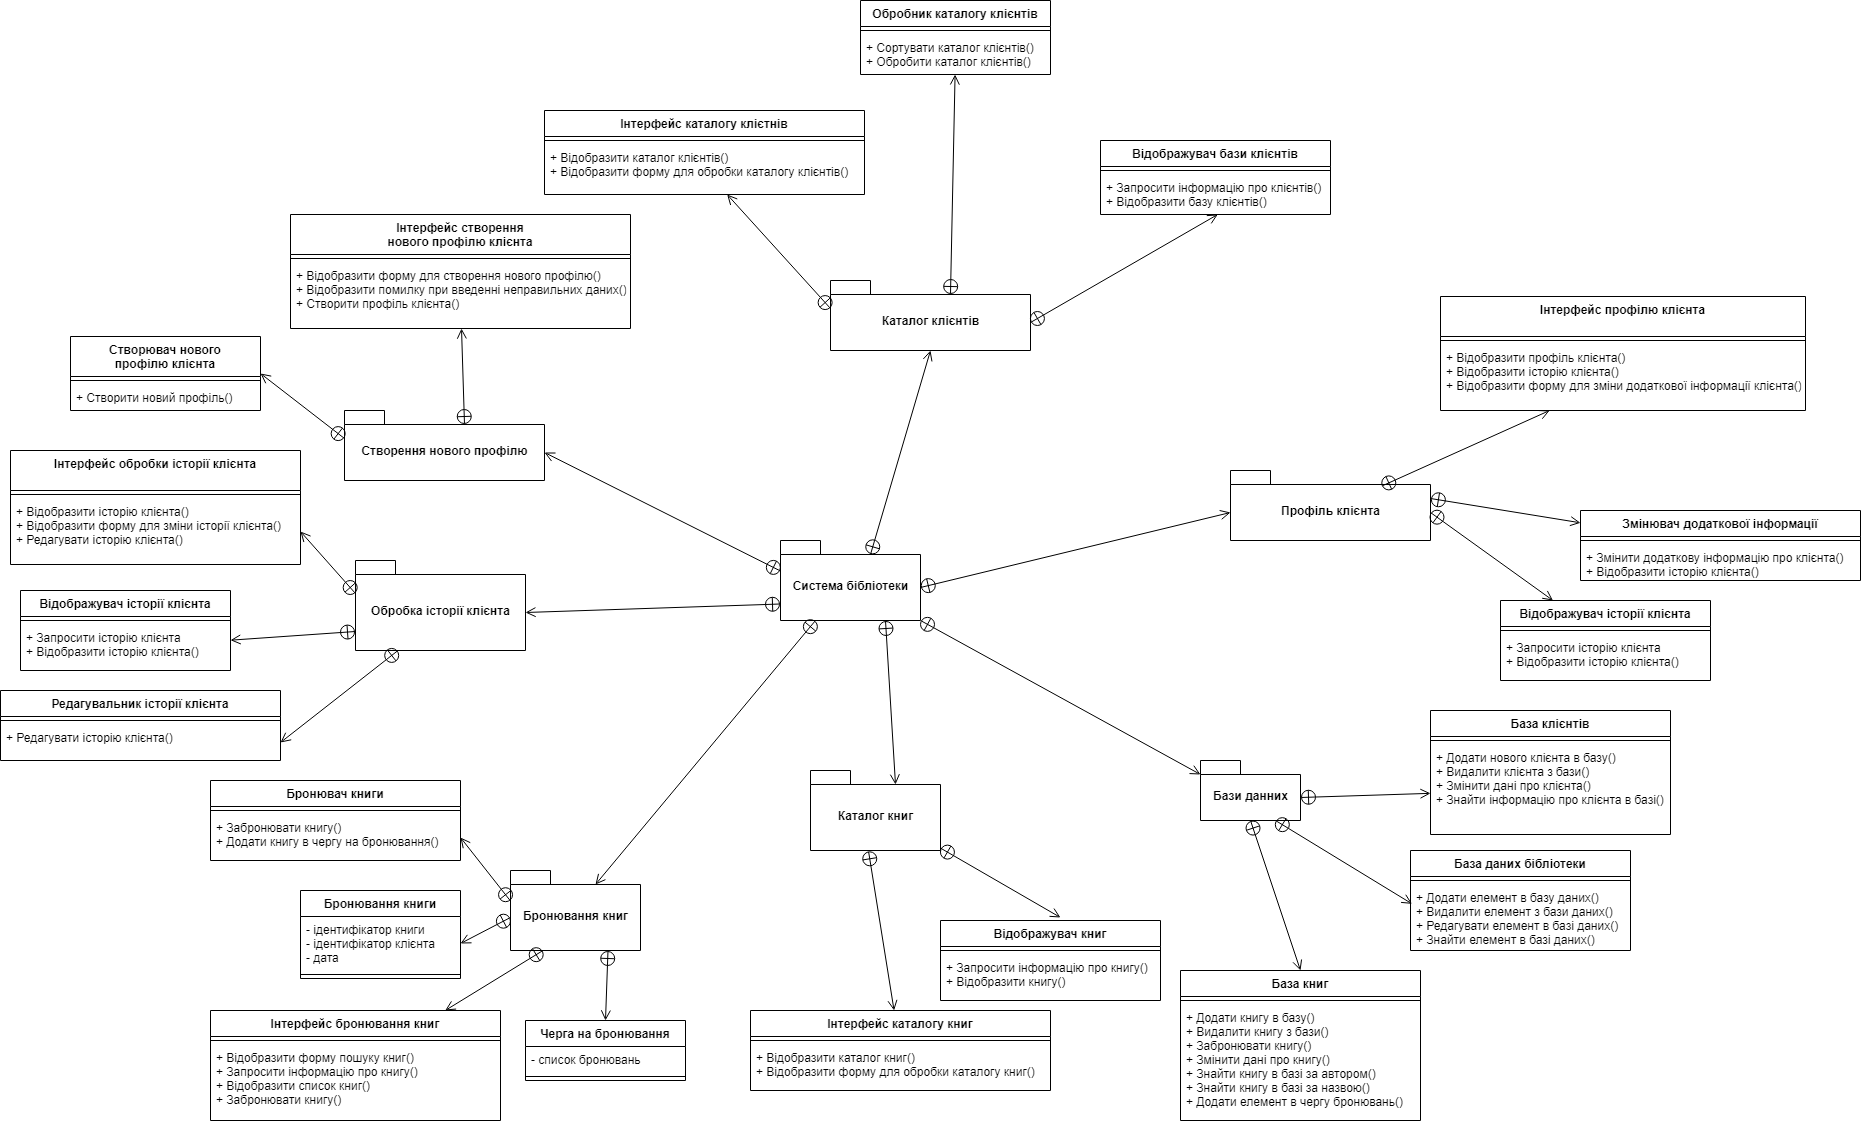 Обробник каталогу клієнтів
+ Сортувати каталог клієнтів()
+ Обробити каталог клієнтів()
Інтерфейс каталогу клієтнів
+ Відобразити каталог клієнтів()
+ Відобразити форму для обробки каталогу клієнтів()
Відображувач бази клієнтів
+ Запросити інформацію про клієнтів()
+ Відобразити базу клієнтів()
Інтерфейс створення
нового профілю клієнта
+ Відобразити форму для створення нового профілю()
+ Відобразити помилку при введенні неправильних даних()
+ Створити профіль клієнта()
Каталог клієнтів
Інтерфейс профілю клієнта
+ Відобразити профіль клієнта()
+ Відобразити історію клієнта()
+ Відобразити форму для зміни додаткової інформації клієнта()
Створювач нового
профілю клієнта
+ Створити новий профіль()
Створення нового профілю
Інтерфейс обробки історії клієнта
+ Відобразити історію клієнта()
+ Відобразити форму для зміни історії клієнта()
+ Редагувати історію клієнта()
Профіль клієнта
Змінювач додаткової інформації
+ Змінити додаткову інформацію про клієнта()
+ Відобразити історію клієнта()
Система бібліотеки
Обробка історії клієнта
Відображувач історії клієнта
+ Запросити історію клієнта
+ Відобразити історію клієнта()
Відображувач історії клієнта
+ Запросити історію клієнта
+ Відобразити історію клієнта()
Редагувальник історії клієнта
+ Редагувати історію клієнта()
База клієнтів
+ Додати нового клієнта в базу()
+ Видалити клієнта з бази()
+ Змінити дані про клієнта()
+ Знайти інформацію про клієнта в базі()
Бронювач книги
+ Забронювати книгу()
+ Додати книгу в чергу на бронювання()
Каталог книг
Бази данних
База даних бібліотеки
+ Додати елемент в базу даних()
+ Видалити елемент з бази даних()
+ Редагувати елемент в базі даних()
+ Знайти елемент в базі даних()
Бронювання книги
- ідентифікатор книги
- ідентифікатор клієнта
- дата
Бронювання книг
Відображувач книг
+ Запросити інформацію про книгу()
+ Відобразити книгу()
База книг
+ Додати книгу в базу()
+ Видалити книгу з бази()
+ Забронювати книгу()
+ Змінити дані про книгу()
+ Знайти книгу в базі за автором()
+ Знайти книгу в базі за назвою()
+ Додати елемент в чергу бронювань()
Інтерфейс бронювання книг
+ Відобразити форму пошуку книг()
+ Запросити інформацію про книгу()
+ Відобразити список книг()
+ Забронювати книгу()
Черга на бронювання
- список бронювань
Інтерфейс каталогу книг
+ Відобразити каталог книг()
+ Відобразити форму для обробки каталогу книг()